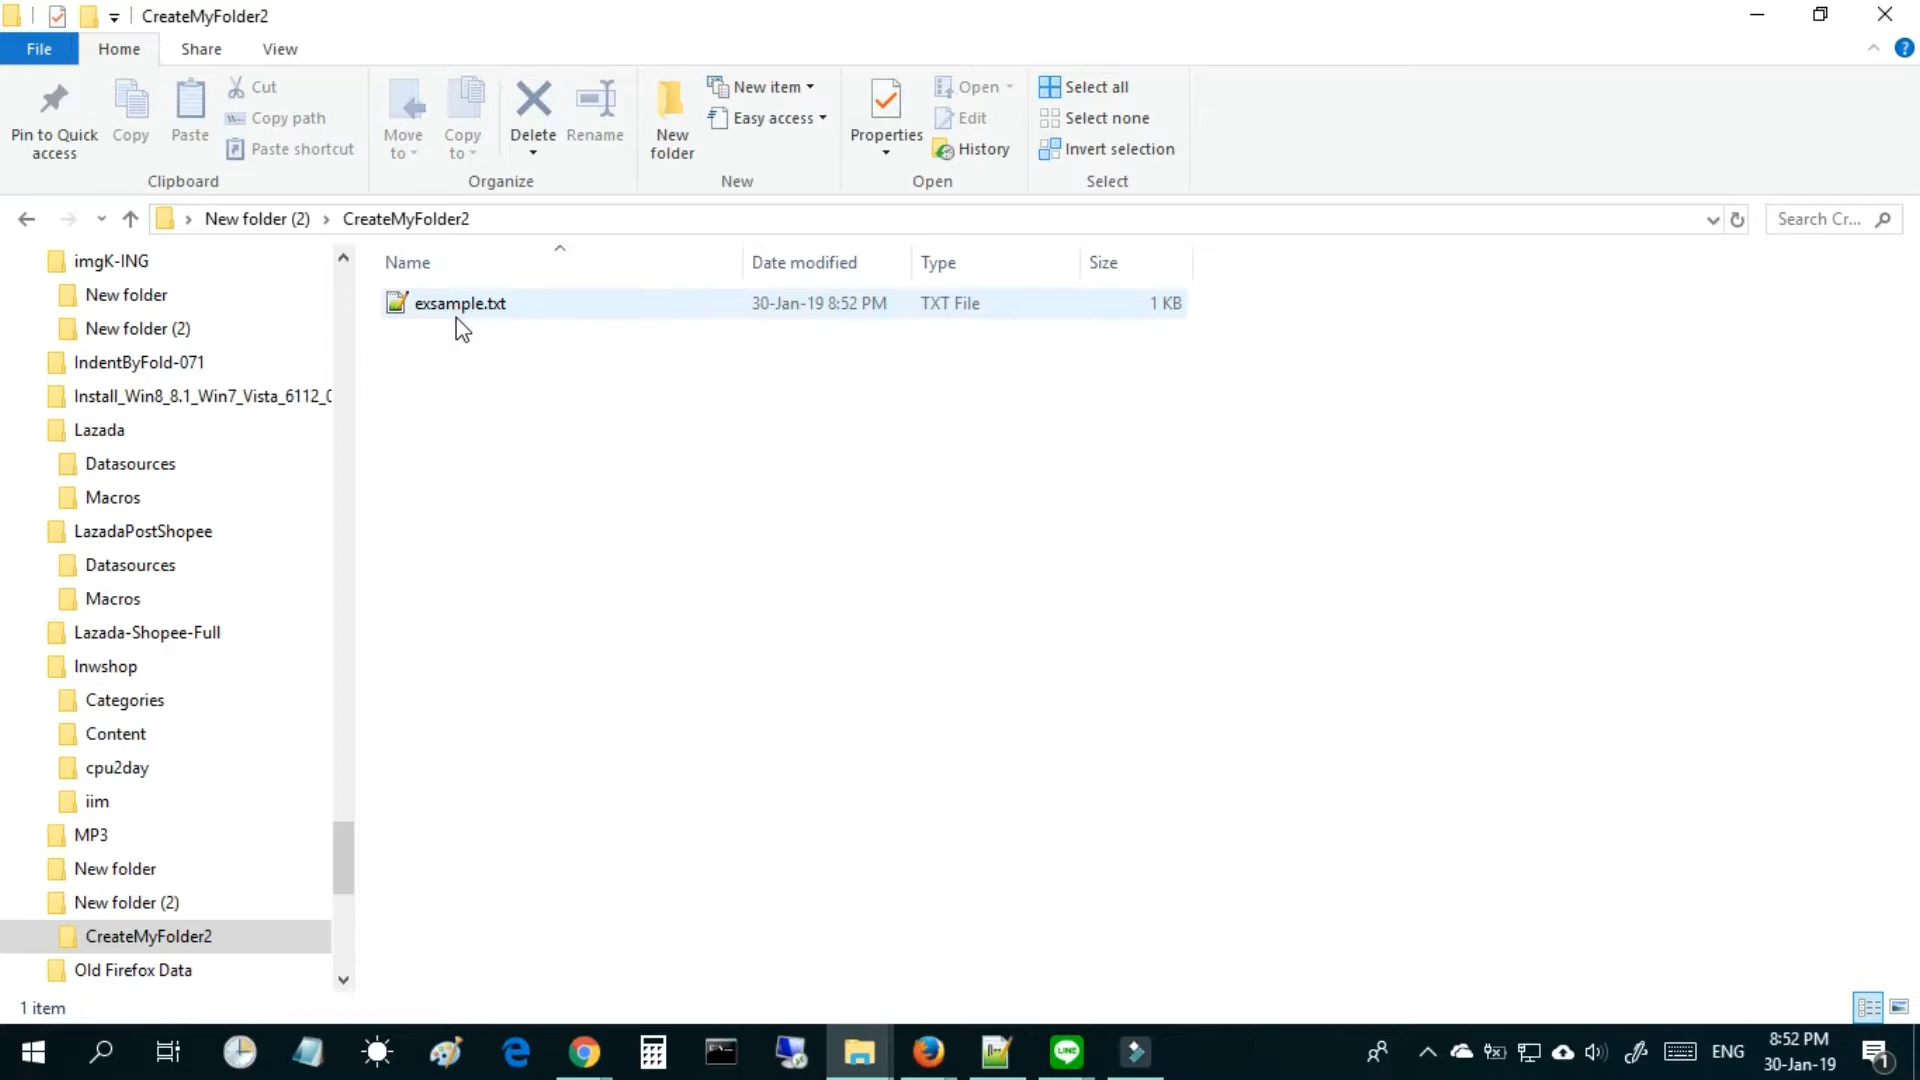 CreateMyFolder2
File Home Share View
Pin to Quick access
Copy
Paste
Cut
Copy path
Paste shortcut
Clipboard
Move to
Copy to
Delete
Rename
Organize
New folder
New item
Easy access
New
Properties
Open
Edit
History
Open
Select all
Select none
Invert selection
Select
New folder (2) CreateMyFolder2
Search Cr...
Name Date modified Type Size
exsample.txt 30-Jan-19 8:52 PM TXT File 1 KB
imgK-ING
New folder
New folder (2)
IndentByFold-071
Install_Win8_8.1_Win7_Vista_6112_0
Lazada
Datasources
Macros
LazadaPostShopee
Datasources
Macros
Lazada-Shopee-Full
lnwshop
Categories
Content
cpu2day
iim
MP3
New folder
New folder (2)
CreateMyFolder2
Old Firefox Data
1 item
LINE
ENG
8:52 PM
30-Jan-19
1